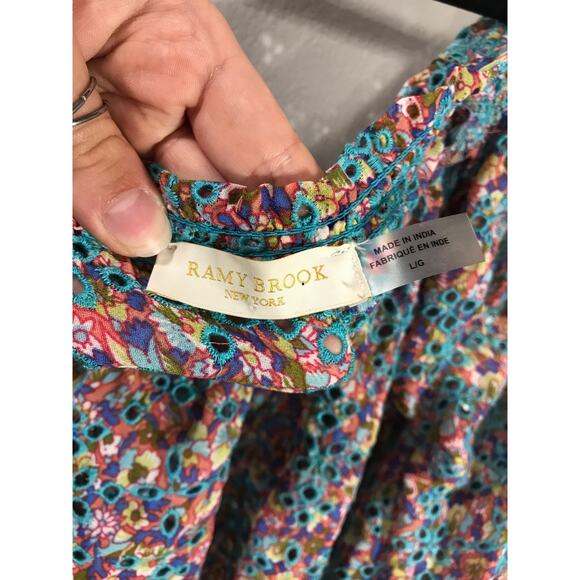 RAMY BROOK
NEW YORK
MADE IN INDIA
FABRIQUÉ EN INDE
L/G